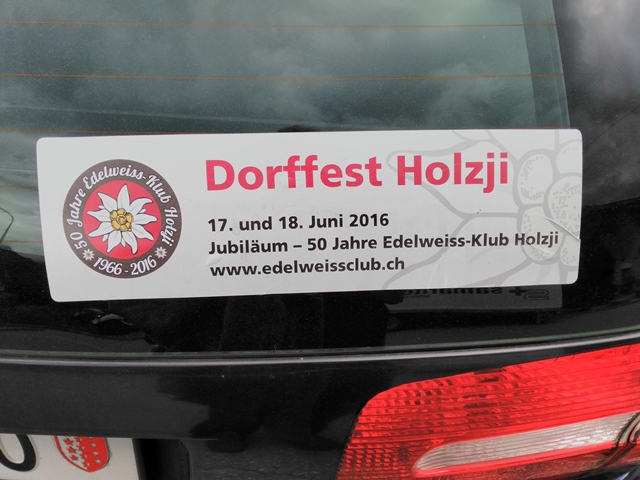 Dorffest Holzji
17. und 18. Juni 2016
Jubiläum – 50 Jahre Edelweiss-Klub Holzji
www.edelweissclub.ch
50 Jahre Edelweiss-Klub Holzji
1966 - 2016